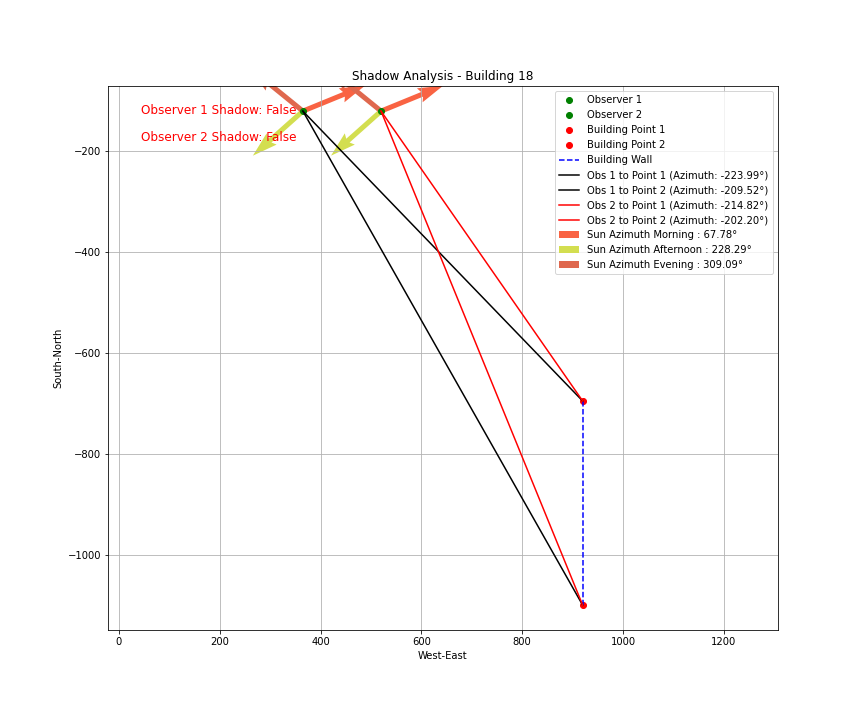 Shadow Analysis - Building 18
Observer 1 Shadow: False
Observer 2 Shadow: False
Observer 1
Observer 2
Building Point 1
Building Point 2
Building Wall
Obs 1 to Point 1 (Azimuth: -223.99°)
Obs 1 to Point 2 (Azimuth: -209.52°)
Obs 2 to Point 1 (Azimuth: -214.82°)
Obs 2 to Point 2 (Azimuth: -202.20°)
Sun Azimuth Morning : 67.78°
Sun Azimuth Afternoon : 228.29°
Sun Azimuth Evening : 309.09°
South-North
−200
−400
−600
−800
−1000
0
200
400
600
800
1000
1200
West-East